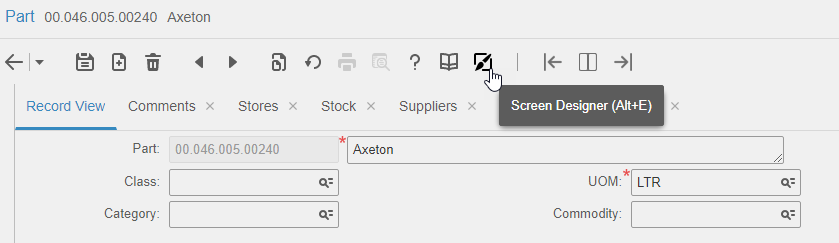 Part 00.046.005.00240 Axeton
Screen Designer (Alt+E)
Record View Comments Stores Stock Suppliers
Part: 00.046.005.00240 * Axeton
Class: UOM: * LTR
Category: Commodity: